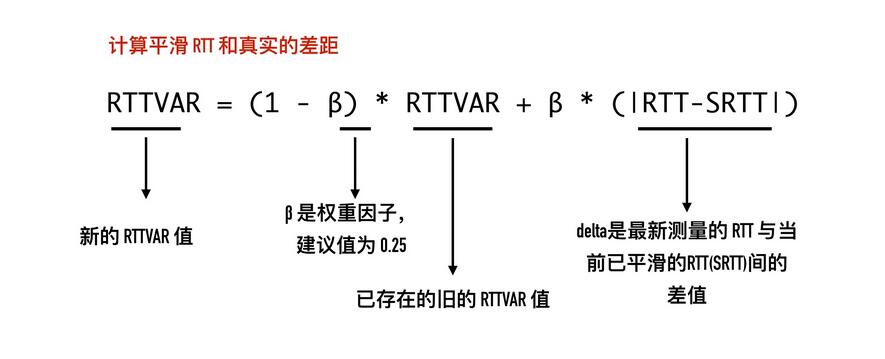 计算平滑 RTT 和真实的差距
RTTVAR = (1 - β) * RTTVAR + β * (|RTT-SRTT|)
新的 RTTVAR 值
β 是权重因子，
建议值为 0.25
已存在的旧的 RTTVAR 值
delta是最新测量的 RTT 与当
前已平滑的RTT(SRTT)间的
差值